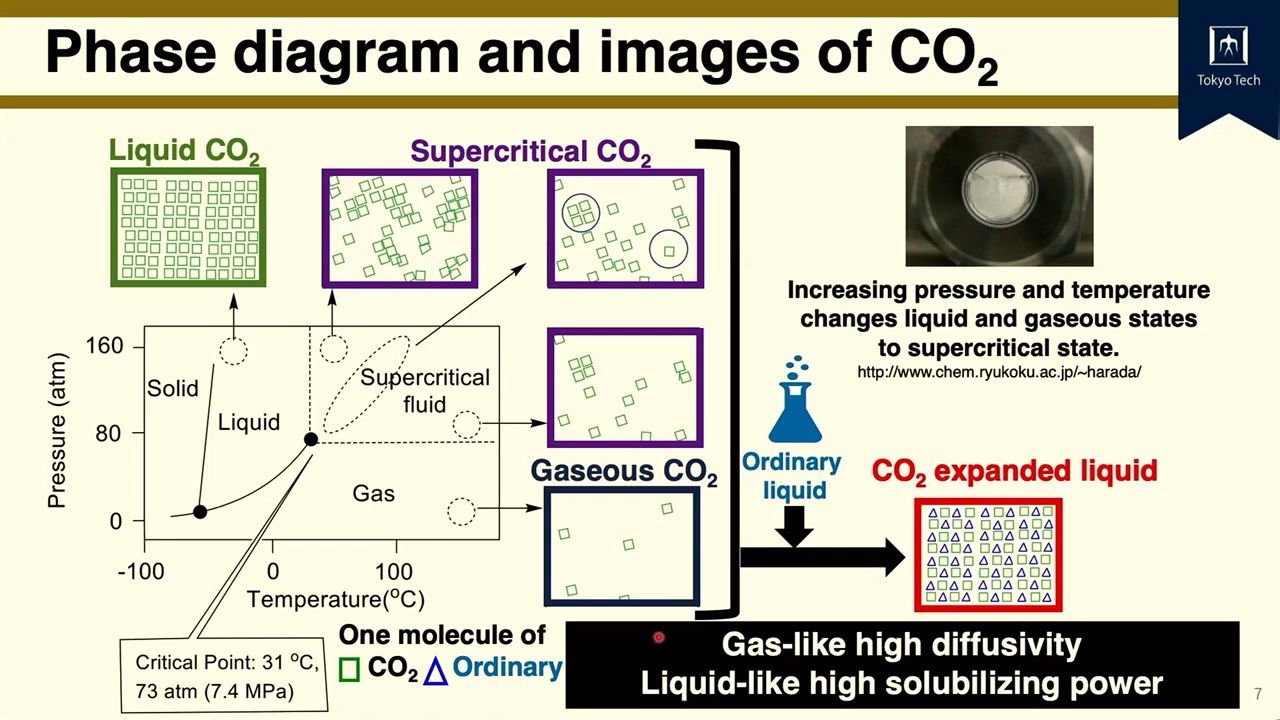 Phase diagram and images of CO₂
Tokyo Tech
Liquid CO₂
Supercritical CO₂
Increasing pressure and temperature
changes liquid and gaseous states
to supercritical state.
http://www.chem.ryukoku.ac.jp/~harada/
Pressure (atm)
160
80
0
Solid
Liquid
Supercritical
fluid
Gas
-100
0
100
Temperature(°C)
Critical Point: 31 °C,
73 atm (7.4 MPa)
Gaseous CO₂
Ordinary
liquid
CO₂ expanded liquid
One molecule of
CO₂ Ordinary
Gas-like high diffusivity
Liquid-like high solubilizing power
7